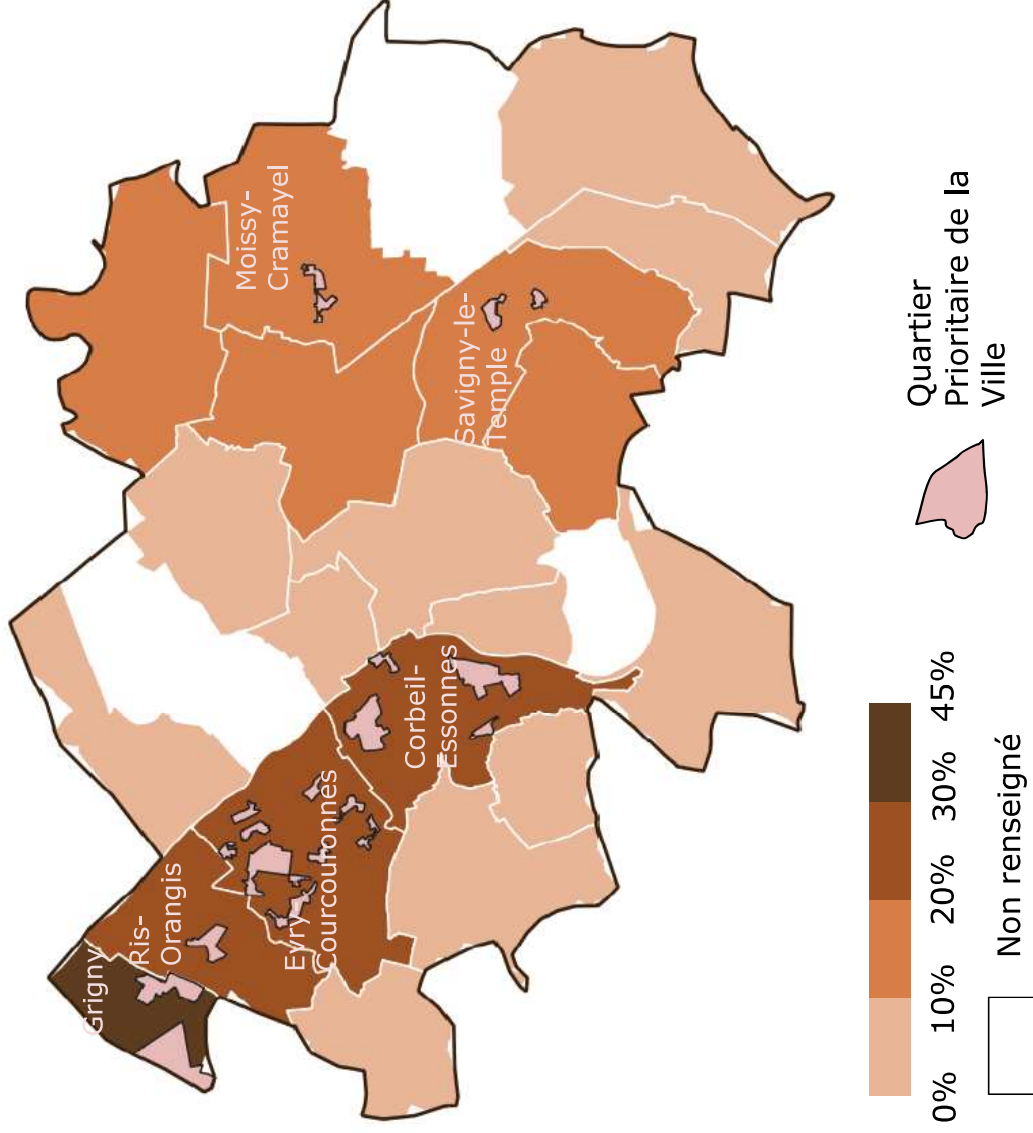 Grigny
Ris-
Orangis
Evry
Courcouronnes
Corbeil-
Essonnes
Savigny-le-
Temple
Moissy-
Cramayel
0% 10% 20% 30% 45%
Non renseigné
Quartier
Prioritaire de la
Ville